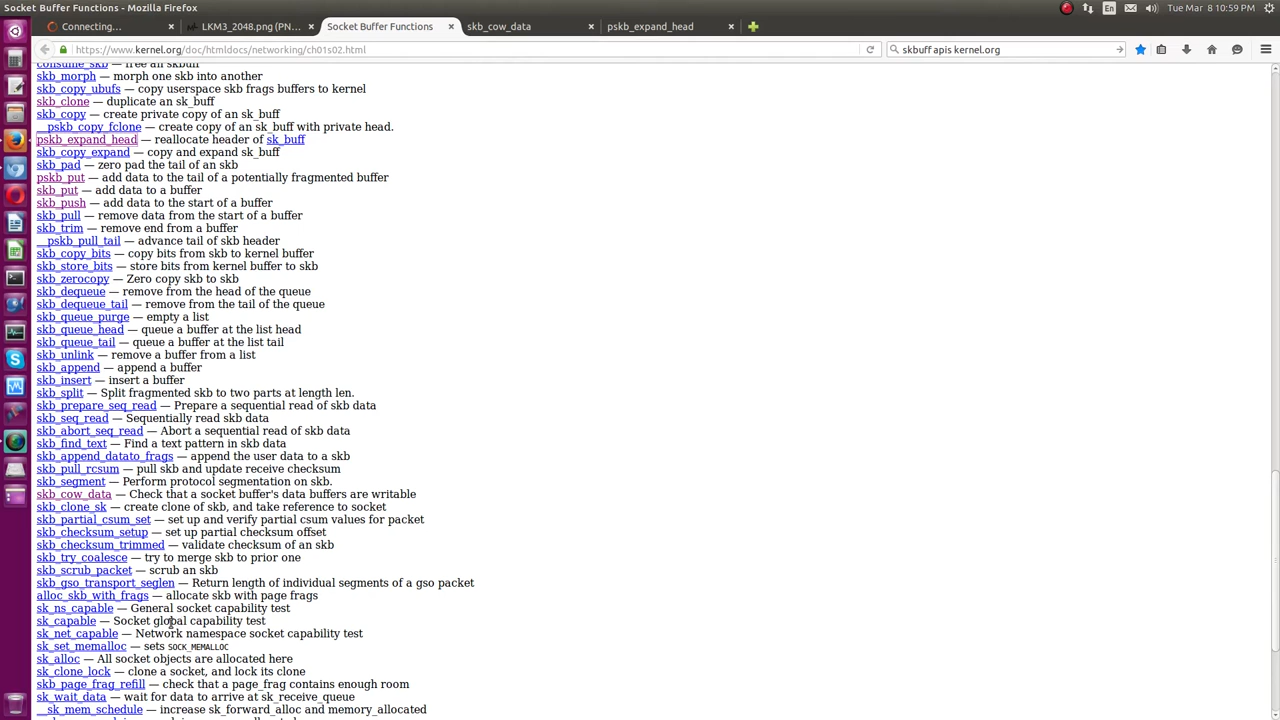 Socket Buffer Functions - Mozilla Firefox
En
Tue Mar 8 10:59 PM
Connecting...
LKM3_2048.png (PN...
Socket Buffer Functions
skb_cow_data
pskb_expand_head
https://www.kernel.org/doc/htmldocs/networking/ch01s02.html
skbuff apis kernel.org
consume_skb — free an skbuff
skb_morph — morph one skb into another
skb_copy_ubufs — copy userspace skb frags buffers to kernel
skb_clone — duplicate an sk_buff
skb_copy — create private copy of an sk_buff
__pskb_copy_fclone — create copy of an sk_buff with private head.
pskb_expand_head — reallocate header of sk_buff
skb_copy_expand — copy and expand sk_buff
skb_pad — zero pad the tail of an skb
pskb_put — add data to the tail of a potentially fragmented buffer
skb_put — add data to a buffer
skb_push — add data to the start of a buffer
skb_pull — remove data from the start of a buffer
skb_trim — remove end from a buffer
__pskb_pull_tail — advance tail of skb header
skb_copy_bits — copy bits from skb to kernel buffer
skb_store_bits — store bits from kernel buffer to skb
skb_zerocopy — Zero copy skb to skb
skb_dequeue — remove from the head of the queue
skb_dequeue_tail — remove from the tail of the queue
skb_queue_purge — empty a list
skb_queue_head — queue a buffer at the list head
skb_queue_tail — queue a buffer at the list tail
skb_unlink — remove a buffer from a list
skb_append — append a buffer
skb_insert — insert a buffer
skb_split — Split fragmented skb to two parts at length len.
skb_prepare_seq_read — Prepare a sequential read of skb data
skb_seq_read — Sequentially read skb data
skb_abort_seq_read — Abort a sequential read of skb data
skb_find_text — Find a text pattern in skb data
skb_append_datato_frags — append the user data to a skb
skb_pull_rcsum — pull skb and update receive checksum
skb_segment — Perform protocol segmentation on skb.
skb_cow_data — Check that a socket buffer's data buffers are writable
skb_clone_sk — create clone of skb, and take reference to socket
skb_partial_csum_set — set up and verify partial csum values for packet
skb_checksum_setup — set up partial checksum offset
skb_checksum_trimmed — validate checksum of an skb
skb_try_coalesce — try to merge skb to prior one
skb_scrub_packet — scrub an skb
skb_gso_transport_seglen — Return length of individual segments of a gso packet
alloc_skb_with_frags — allocate skb with page frags
sk_ns_capable — General socket capability test
sk_capable — Socket global capability test
sk_net_capable — Network namespace socket capability test
sk_set_memalloc — sets SOCK_MEMALLOC
sk_alloc — All socket objects are allocated here
sk_clone_lock — clone a socket, and lock its clone
skb_page_frag_refill — check that a page_frag contains enough room
sk_wait_data — wait for data to arrive at sk_receive_queue
__sk_mem_schedule — increase sk_forward_alloc and memory_allocated